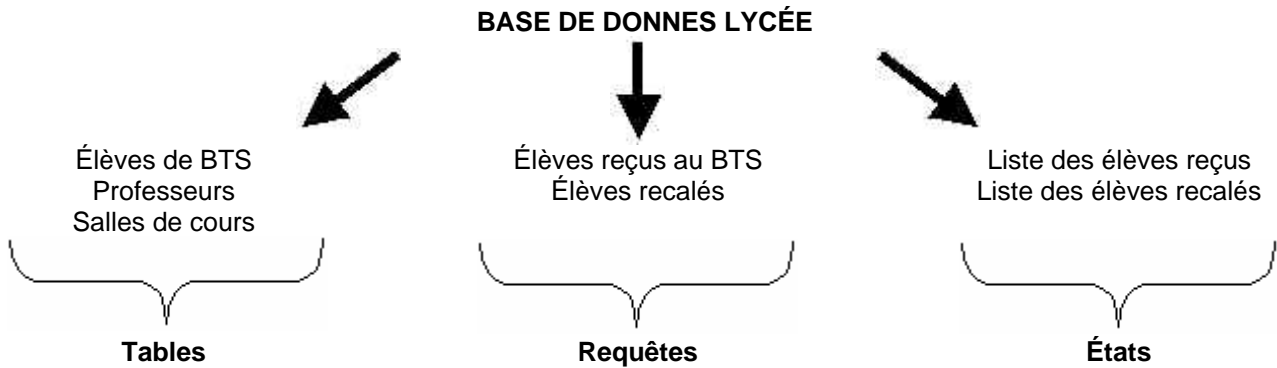 BASE DE DONNES LYCÉE
Élèves de BTS
Professeurs
Salles de cours
Tables
Élèves reçus au BTS
Élèves recalés
Requêtes
Liste des élèves reçus
Liste des élèves recalés
États